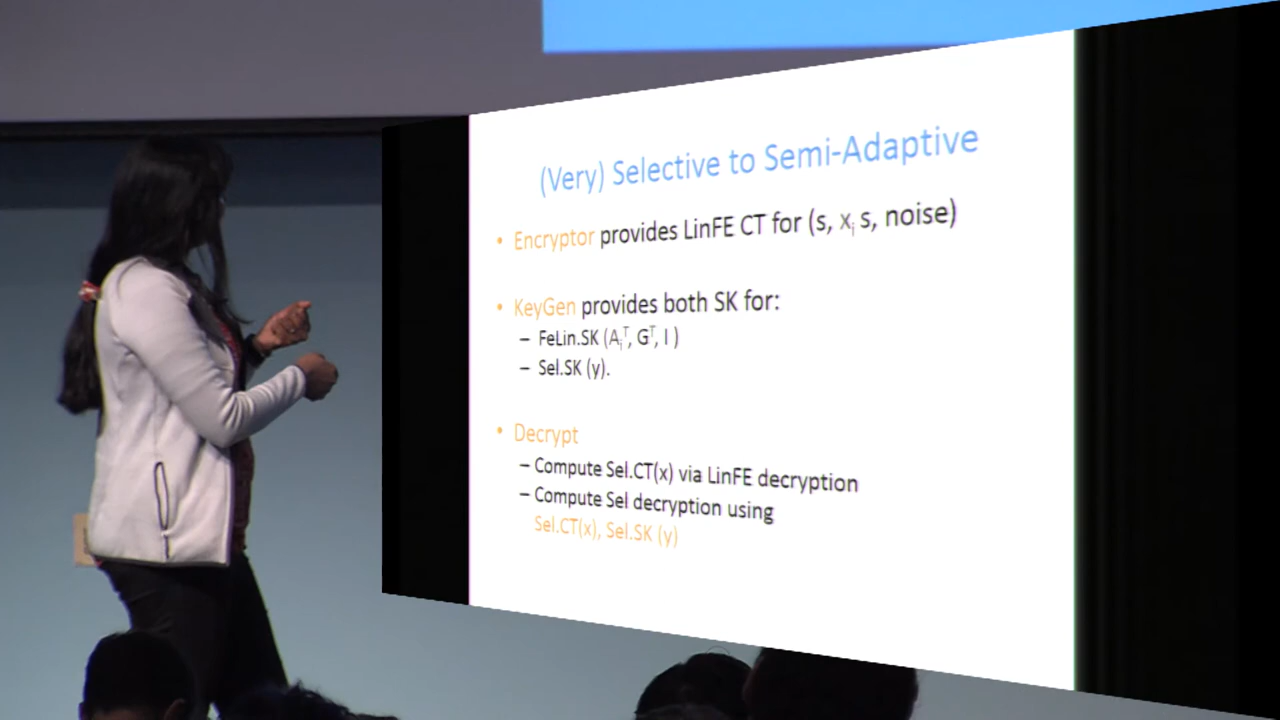 (Very) Selective to Semi-Adaptive
• Encryptor provides LinFE CT for (s, xᵢ s, noise)
• KeyGen provides both SK for:
– FeLin.SK (Aᵢᵀ, Gᵀ, I )
– Sel.SK (y).
• Decrypt
– Compute Sel.CT(x) via LinFE decryption
– Compute Sel decryption using
Sel.CT(x), Sel.SK (y)